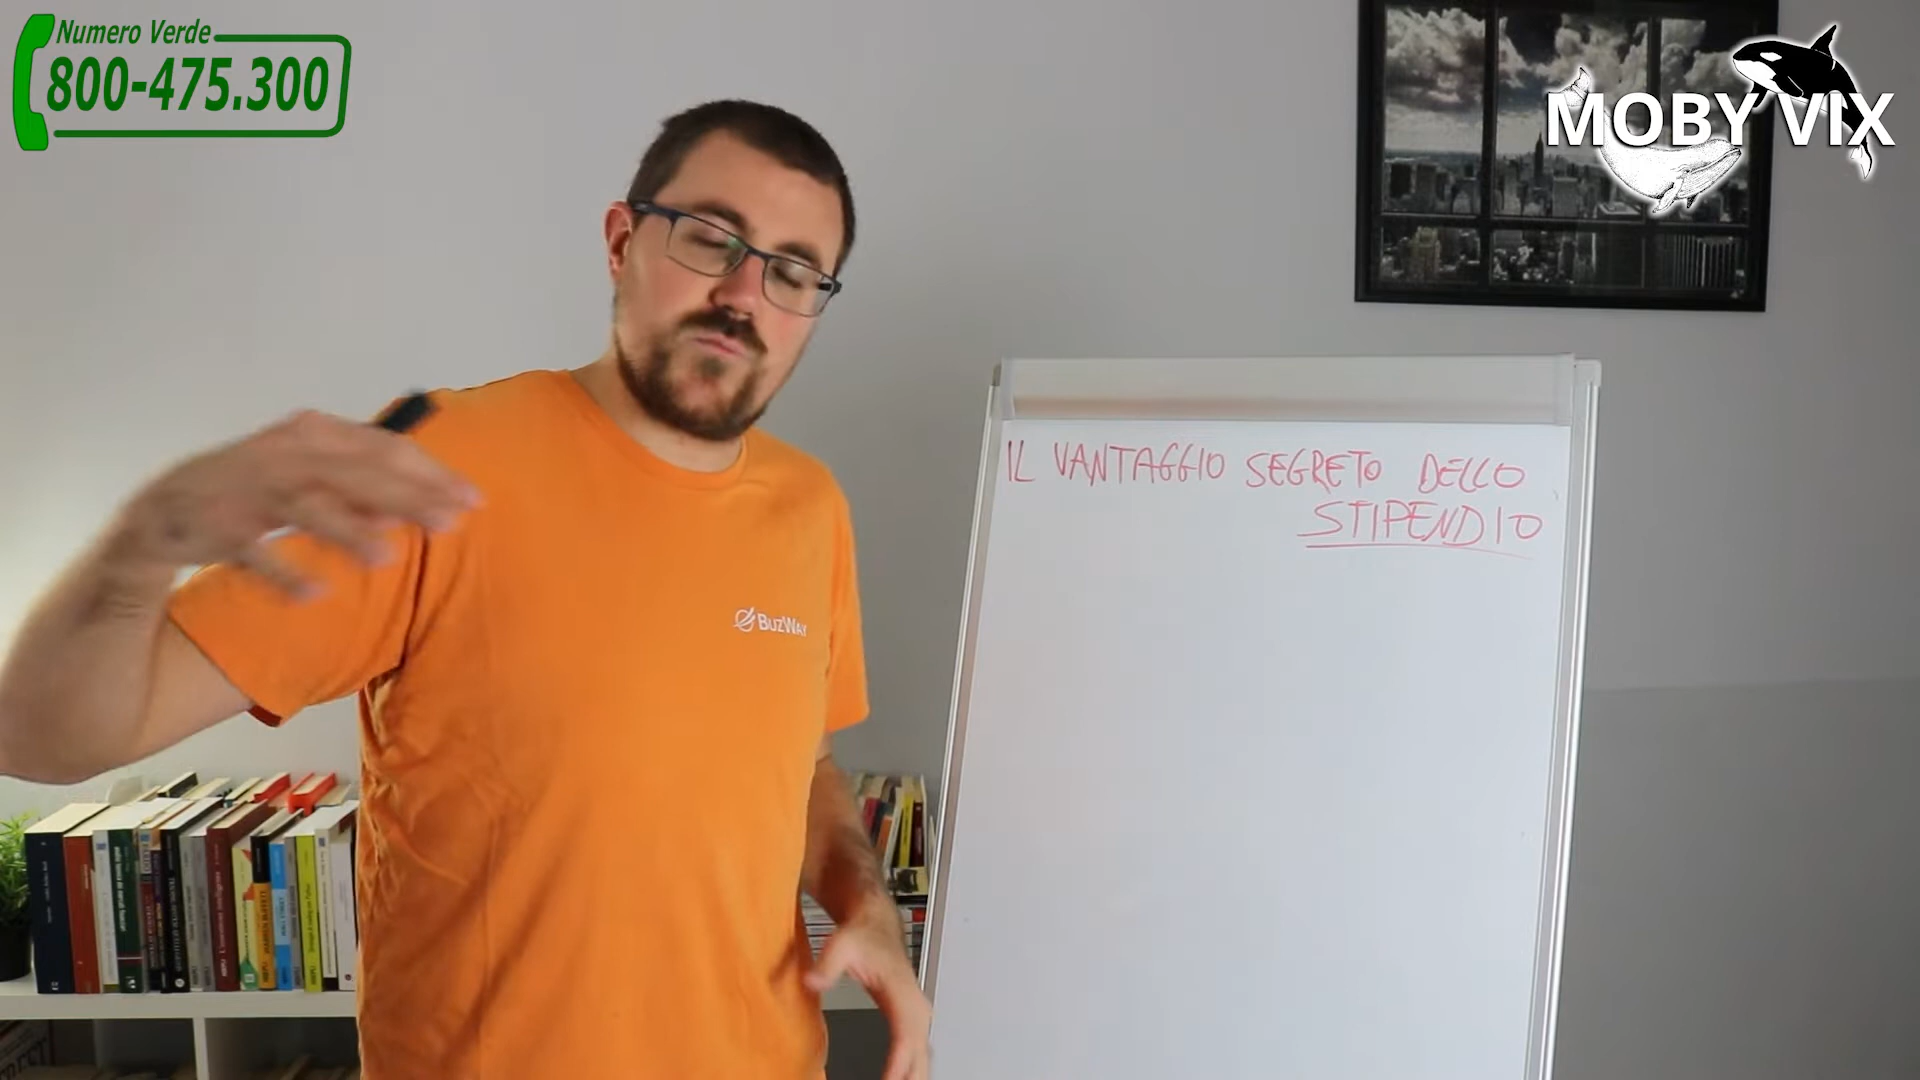 Numero Verde
800-475.300
MOBY VIX
IL VANTAGGIO SEGRETO DELLO
STIPENDIO
BUZWAY